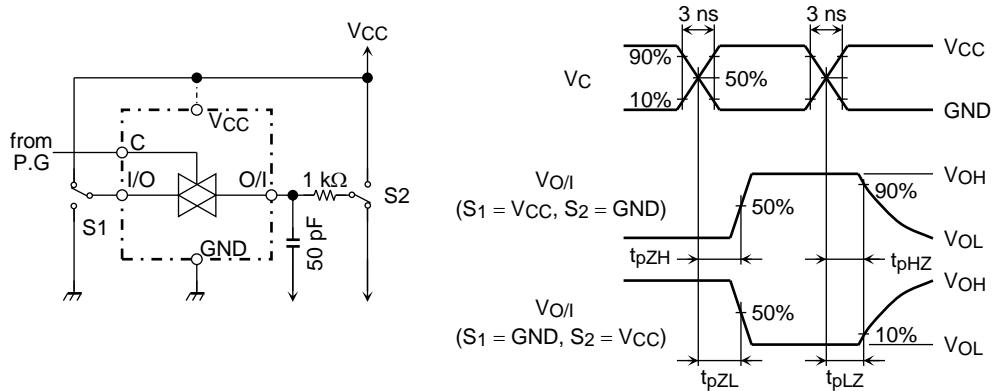 VCC
from
P.G
C
VCC
I/O
O/I
1 kΩ
S2
S1
GND
50 pF
3 ns
3 ns
VC
90%
10%
50%
VCC
GND
VO/I
(S1 = VCC, S2 = GND)
50%
90%
VOH
VOL
tpZH
tpHZ
VO/I
(S1 = GND, S2 = VCC)
50%
10%
VOH
VOL
tpZL
tpLZ